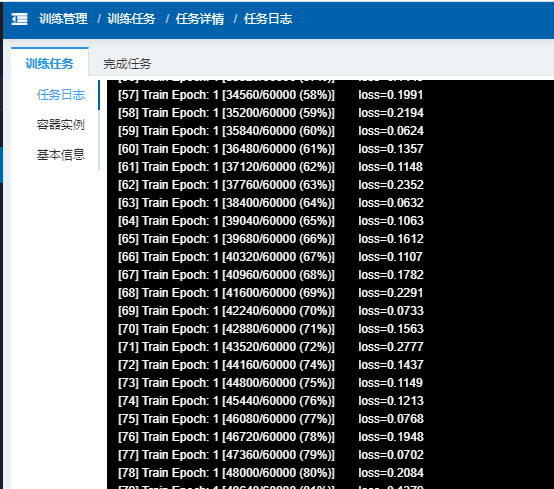 训练管理 / 训练任务 / 任务详情 / 任务日志
训练任务 完成任务
任务日志
容器实例
基本信息
[57] Train Epoch: 1 [34560/60000 (58%)] loss=0.1991
[58] Train Epoch: 1 [35200/60000 (59%)] loss=0.2194
[59] Train Epoch: 1 [35840/60000 (60%)] loss=0.0624
[60] Train Epoch: 1 [36480/60000 (61%)] loss=0.1357
[61] Train Epoch: 1 [37120/60000 (62%)] loss=0.1148
[62] Train Epoch: 1 [37760/60000 (63%)] loss=0.2352
[63] Train Epoch: 1 [38400/60000 (64%)] loss=0.0632
[64] Train Epoch: 1 [39040/60000 (65%)] loss=0.1063
[65] Train Epoch: 1 [39680/60000 (66%)] loss=0.1612
[66] Train Epoch: 1 [40320/60000 (67%)] loss=0.1107
[67] Train Epoch: 1 [40960/60000 (68%)] loss=0.1782
[68] Train Epoch: 1 [41600/60000 (69%)] loss=0.2291
[69] Train Epoch: 1 [42240/60000 (70%)] loss=0.0733
[70] Train Epoch: 1 [42880/60000 (71%)] loss=0.1563
[71] Train Epoch: 1 [43520/60000 (72%)] loss=0.2777
[72] Train Epoch: 1 [44160/60000 (74%)] loss=0.1437
[73] Train Epoch: 1 [44800/60000 (75%)] loss=0.1149
[74] Train Epoch: 1 [45440/60000 (76%)] loss=0.1213
[75] Train Epoch: 1 [46080/60000 (77%)] loss=0.0768
[76] Train Epoch: 1 [46720/60000 (78%)] loss=0.1948
[77] Train Epoch: 1 [47360/60000 (79%)] loss=0.0702
[78] Train Epoch: 1 [48000/60000 (80%)] loss=0.2084